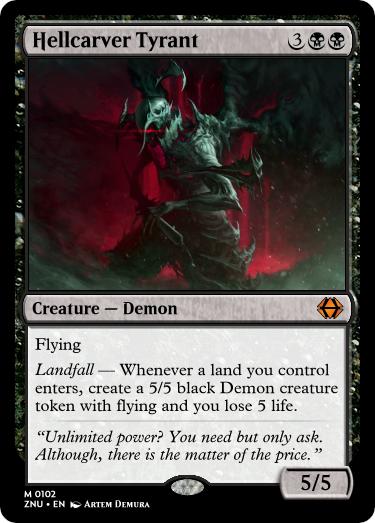 Hellcarver Tyrant 3
Creature — Demon
Flying
Landfall — Whenever a land you control
enters, create a 5/5 black Demon creature
token with flying and you lose 5 life.
“Unlimited power? You need but only ask.
Although, there is the matter of the price.”
5/5
M 0102
ZNU • EN Artem Demura